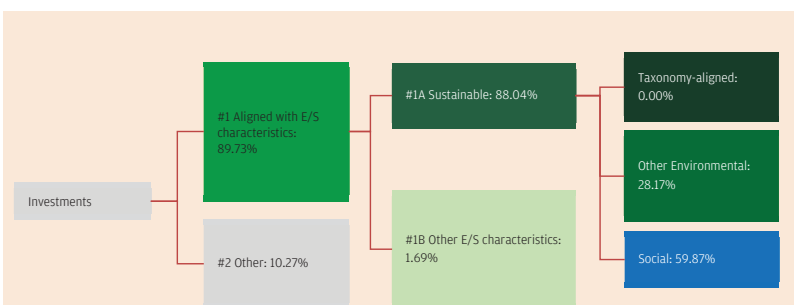 Investments
#1 Aligned with E/S
characteristics:
89.73%
#2 Other: 10.27%
#1A Sustainable: 88.04%
#1B Other E/S characteristics:
1.69%
Taxonomy-aligned:
0.00%
Other Environmental:
28.17%
Social: 59.87%